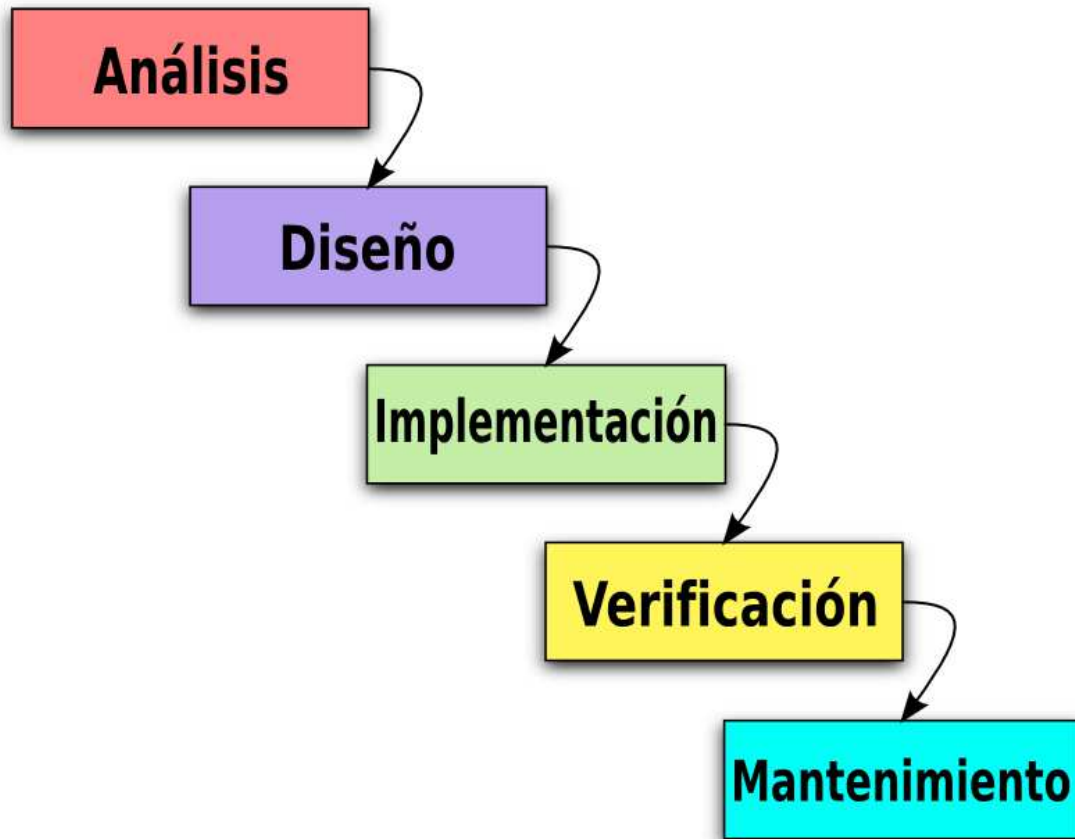 Análisis
Diseño
Implementación
Verificación
Mantenimiento